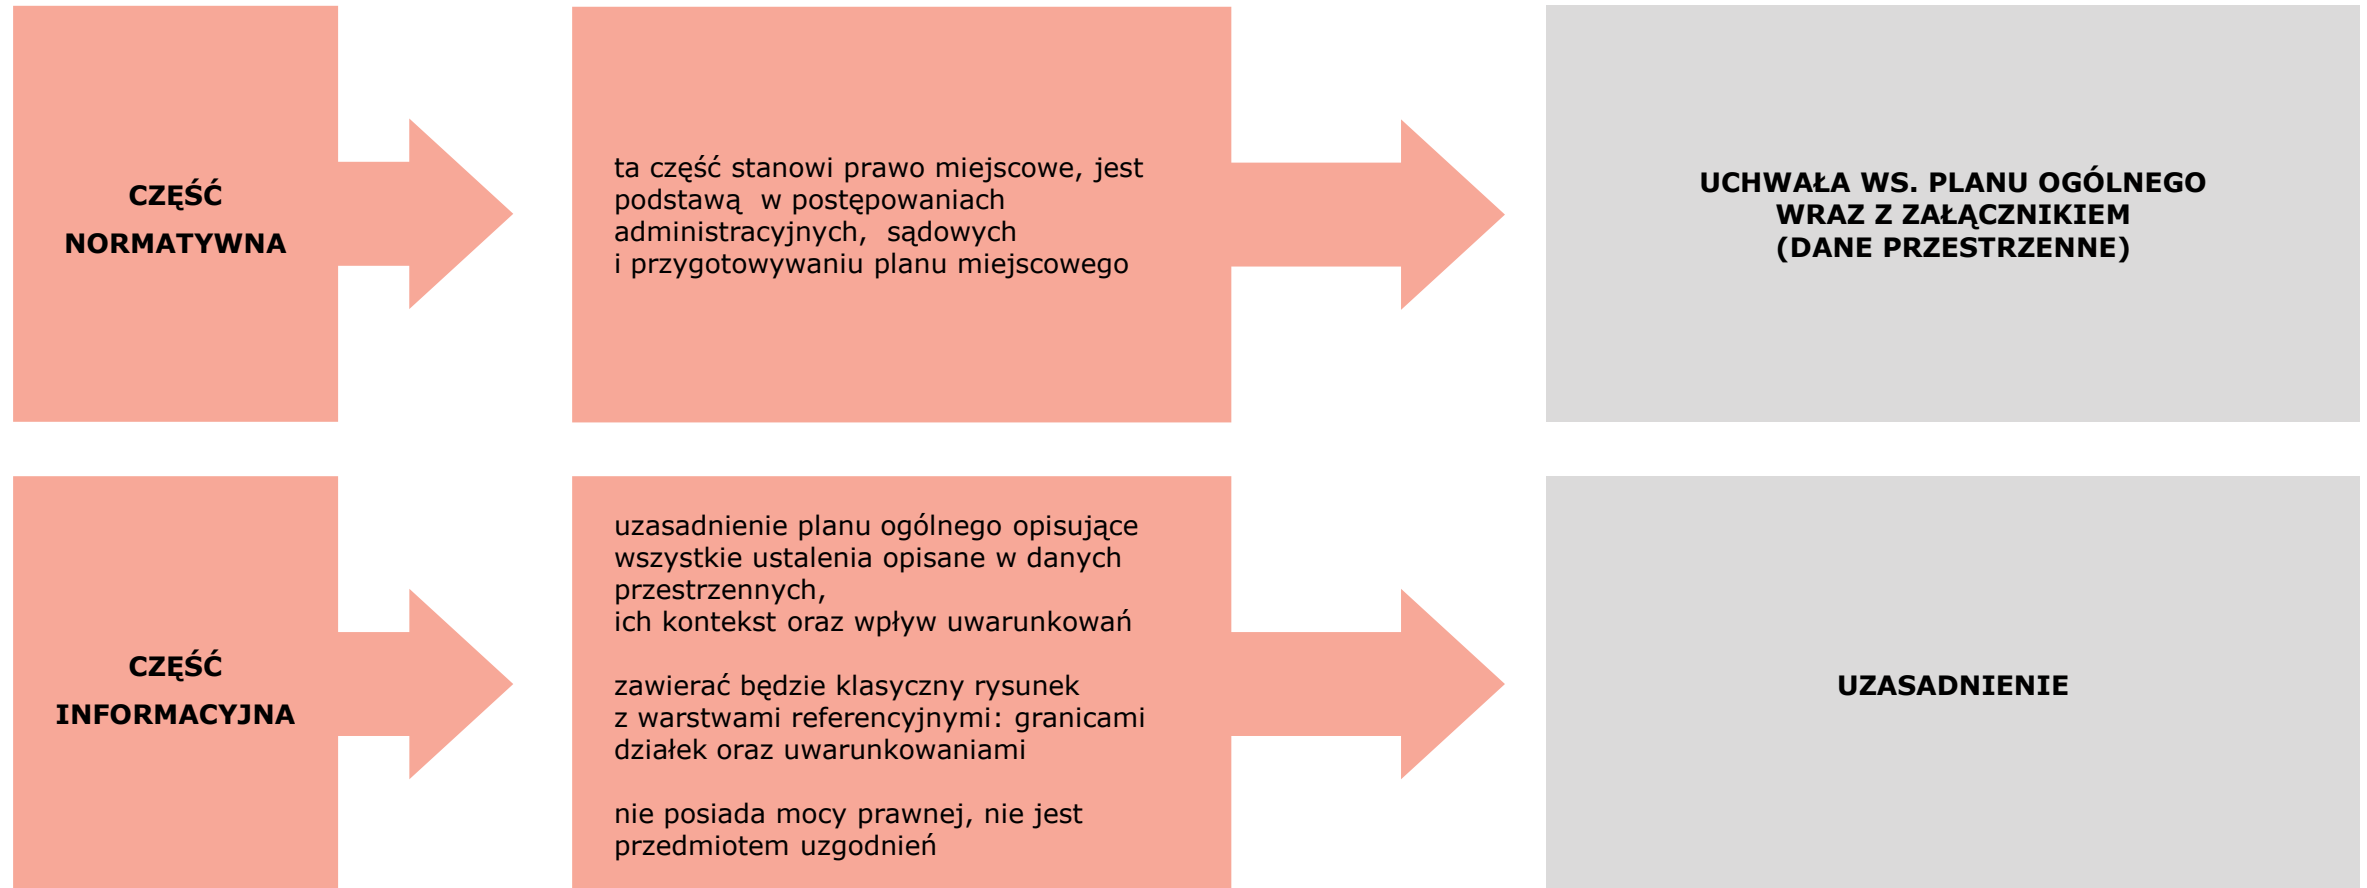 CZĘŚĆ
NORMATYWNA
ta część stanowi prawo miejscowe, jest
podstawą  w postępowaniach
administracyjnych,  sądowych
i przygotowywaniu planu miejscowego
UCHWAŁA WS. PLANU OGÓLNEGO
WRAZ Z ZAŁĄCZNIKIEM
(DANE PRZESTRZENNE)
CZĘŚĆ
INFORMACYJNA
uzasadnienie planu ogólnego opisujące
wszystkie ustalenia opisane w danych
przestrzennych,
ich kontekst oraz wpływ uwarunkowań
zawierać będzie klasyczny rysunek
z warstwami referencyjnymi: granicami
działek oraz uwarunkowaniami
nie posiada mocy prawnej, nie jest
przedmiotem uzgodnień
UZASADNIENIE